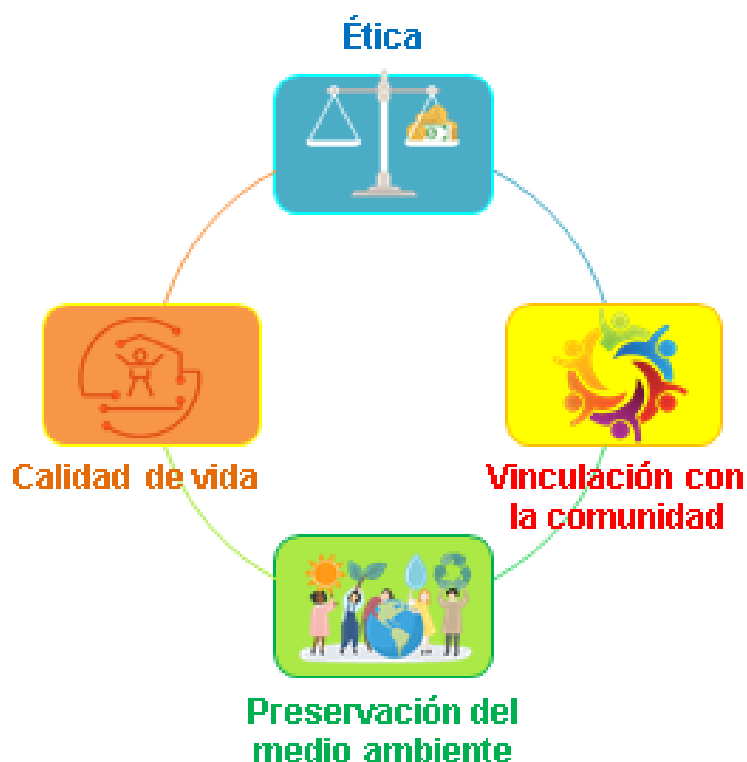 Ética
Calidad de vida
Vinculación con
la comunidad
Preservación del
medio ambiente